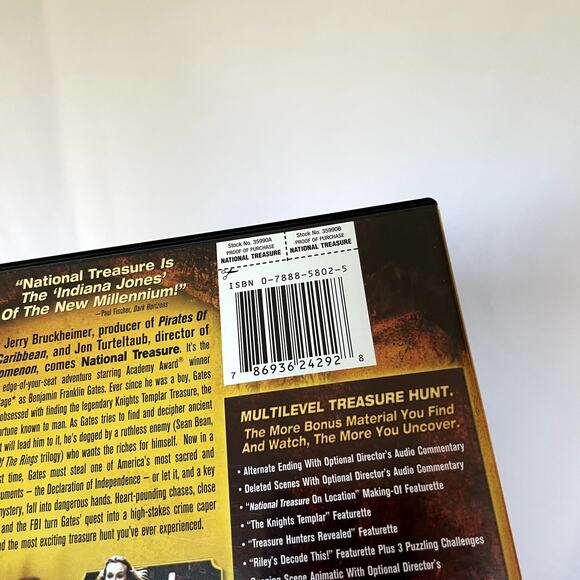 Stock No. 35990A
PROOF OF PURCHASE
NATIONAL TREASURE
Stock No. 35990B
PROOF OF PURCHASE
NATIONAL TREASURE
ISBN 0-7888-5802-5
7 86936 24292 8
“National Treasure Is
The ‘Indiana Jones’
Of The New Millennium!”
– Paul Fischer, Dark Horizons
Jerry Bruckheimer, producer of Pirates Of
Caribbean, and Jon Turteltaub, director of
comes National Treasure. It's the
edge-of-your-seat adventure starring Academy Award® winner
as Benjamin Franklin Gates. Ever since he was a boy, Gates
obsessed with finding the legendary Knights Templar Treasure, the
known to man. As Gates tries to find and decipher ancient
will lead him to it, he's dogged by a ruthless enemy (Sean Bean,
Of The Rings trilogy) who wants the riches for himself. Now in a
time, Gates must steal one of America's most sacred and
– the Declaration of Independence – or let it, and a key
mystery, fall into dangerous hands. Heart-pounding chases, close
and the FBI turn Gates' quest into a high-stakes crime caper
the most exciting treasure hunt you've ever experienced.
MULTILEVEL TREASURE HUNT.
The More Bonus Material You Find
And Watch, The More You Uncover.
• Alternate Ending With Optional Director's Audio Commentary
• Deleted Scenes With Optional Director's Audio Commentary
• "National Treasure On Location" Making-Of Featurette
• "The Knights Templar" Featurette
• "Treasure Hunters Revealed" Featurette
• "Riley's Decode This!" Featurette Plus 3 Puzzling Challenges
Opening Scene Animatic With Optional Director's